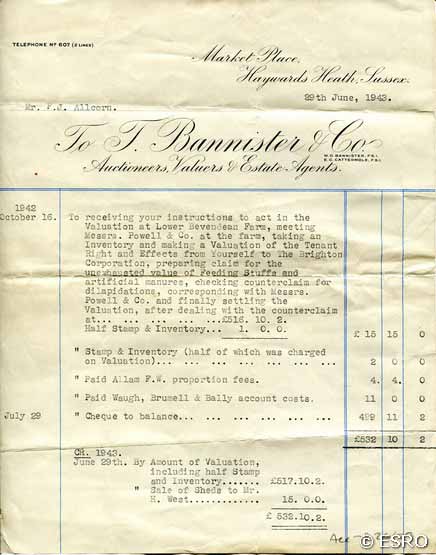 TELEPHONE Nº 607 (2 LINES)
Market Place,
Haywards Heath, Sussex.
29th June, 1943.
Mr. F.J. Allcorn.
To T. Bannister & Co.
W.O. BANNISTER, F.S.I.
E.C. CATTERMOLE, F.S.I.
Auctioneers, Valuers & Estate Agents.
1942
October 16. To receiving your instructions to act in the
Valuation at Lower Bevendean Farm, meeting
Messrs. Powell & Co. at the farm, taking an
Inventory and making a Valuation of the Tenant
Right and Effects from Yourself to The Brighton
Corporation, preparing claim for the
unexhausted value of Feeding Stuffs and
artificial manures, checking counterclaim for
dilapidations, corresponding with Messrs.
Powell & Co. and finally settling the
Valuation, after dealing with the counterclaim
at... ... ... ... ...£516. 10. 2.
Half Stamp & Inventory... 1. 0. 0. £ 15 15 0
" Stamp & Inventory (half of which was charged
on Valuation)... ... ... ... ... ... ... ... 2 0 0
" Paid Allam F.W. proportion fees. 4. 4. 0
" Paid Waugh, Brumell & Bally account costs. 11 0 0
July 29 " Cheque to balance... ... ... ... ... ... 499 11 2
£532 10 2
CR. 1943.
June 29th. By Amount of Valuation,
including half Stamp
and Inventory....... £517.10.2.
" Sale of Sheds to Mr.
H. West............ 15. 0.0.
£ 532.10.2.
© ESRO